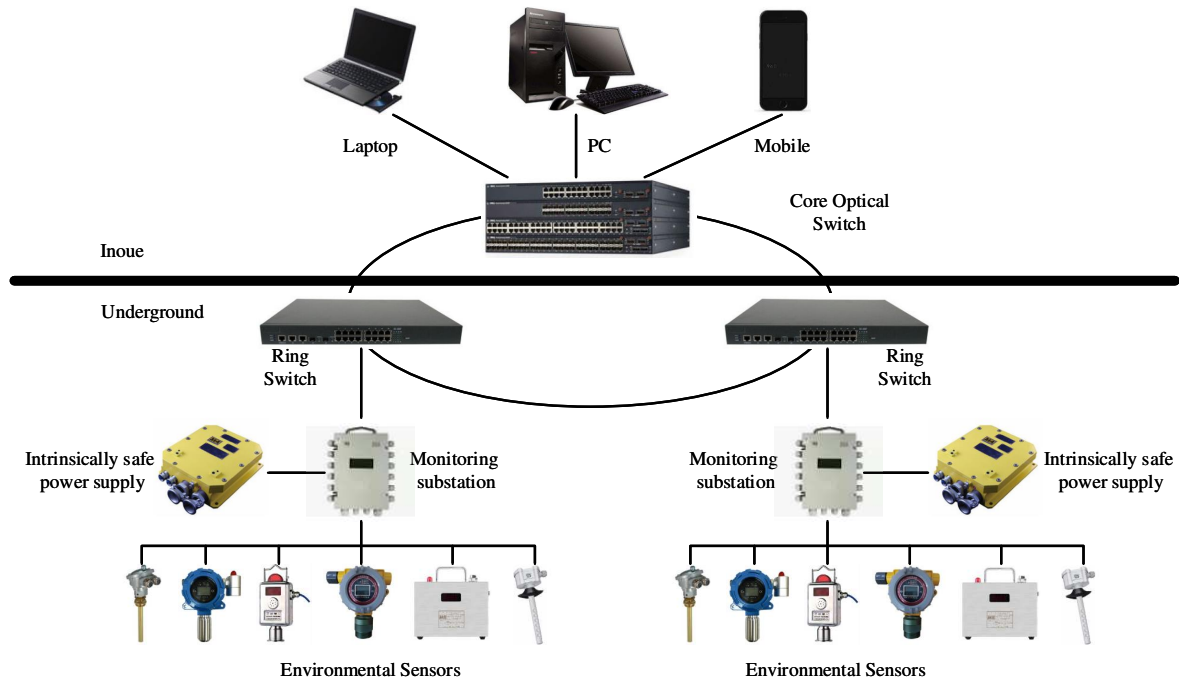 Laptop
PC
Mobile
Core Optical
Switch
Inoue
Underground
Ring
Switch
Ring
Switch
Intrinsically safe
power supply
Monitoring
substation
Monitoring
substation
Intrinsically safe
power supply
Environmental Sensors
Environmental Sensors